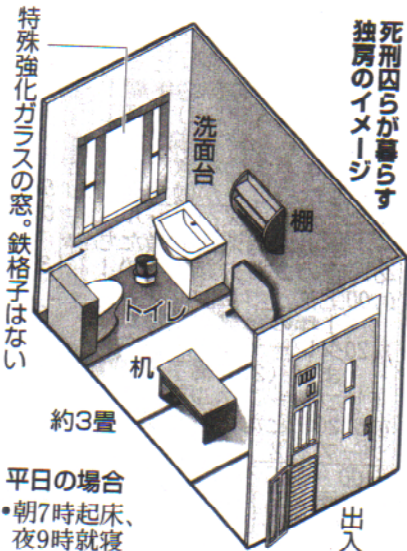 死刑囚らが暮らす
独房のイメージ
特殊強化ガラスの窓。鉄格子はない
洗面台
棚
トイレ
机
約3畳
出入
平日の場合
•朝7時起床、
夜9時就寝